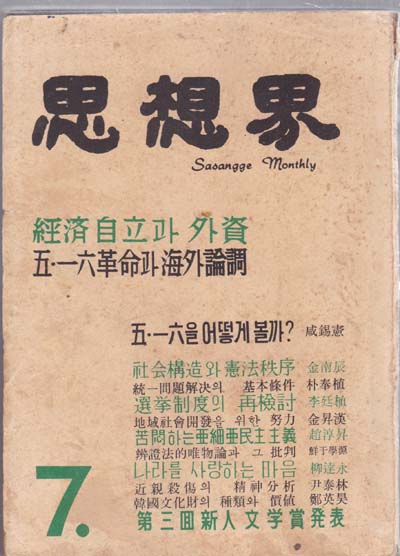 思想界
Sasangge Monthly
經済自立과 外資
五·一六革命과 海外論調
五·一六을 어떻게 볼까? 咸錫憲
社会構造와 憲法秩序 金南辰
統一問題解決의 基本條件 朴奉植
選挙制度의 再檢討 李廷植
地域社會開發을 위한 努力 金昇漢
苦悶하는 亜細亜民主主義 趙淳昇
辨證法的唯物論과 그 批判 鮮于學源
나라를 사랑하는 마음 柳達永
近親殺傷의 精神分析 尹泰林
韓國文化財의 種類와 價値 鄭英昊
第三回新人文学賞発表
7.